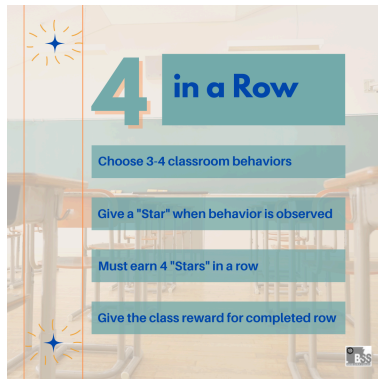 4 in a Row
Choose 3-4 classroom behaviors
Give a "Star" when behavior is observed
Must earn 4 "Stars" in a row
Give the class reward for completed row
BSS